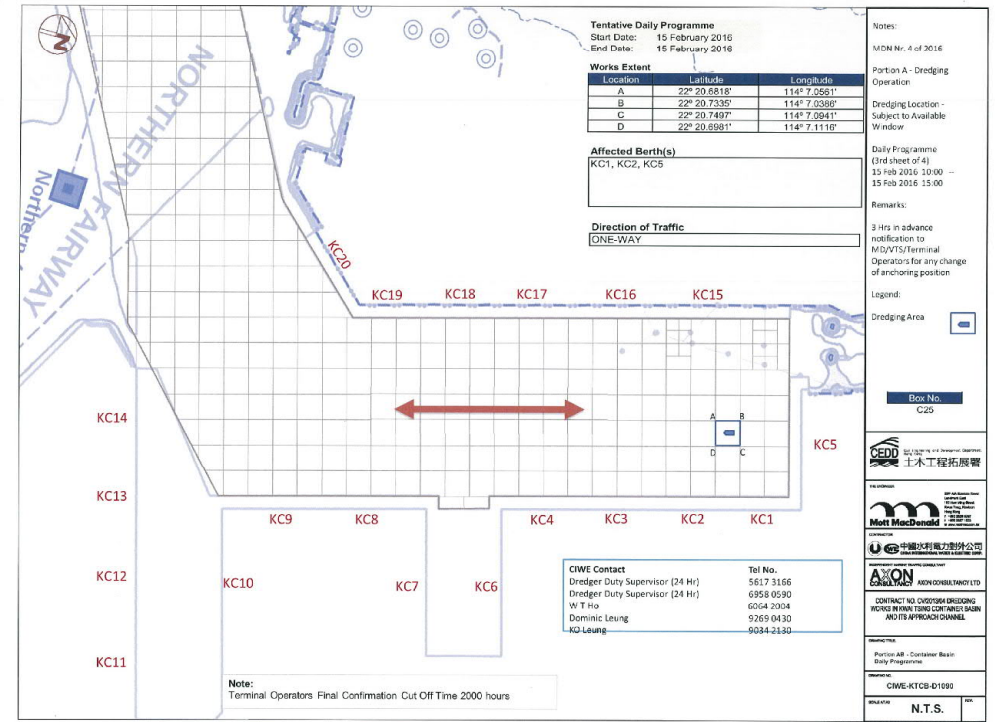 Tentative Daily Programme
Start Date: 15 February 2016
End Date: 15 February 2016
Works Extent
Location Latitude Longitude
A 22° 20.6818' 114° 7.0561'
B 22° 20.7335' 114° 7.0386'
C 22° 20.7497' 114° 7.0941'
D 22° 20.6981' 114° 7.1116'
Affected Berth(s)
KC1, KC2, KC5
Direction of Traffic
ONE-WAY
N
NORTHERN FAIRWAY
NORTHERN FAIRWAY
Northern
KC20
KC19 KC18 KC17 KC16 KC15
KC14
A B
D C
KC5
KC13
KC9 KC8 KC4 KC3 KC2 KC1
KC12
KC10 KC7 KC6
KC11
CIWE Contact Tel No.
Dredger Duty Supervisor (24 Hr) 5617 3166
Dredger Duty Supervisor (24 Hr) 6958 0590
W T Ho 6064 2004
Dominic Leung 9269 0430
KO Leung 9034 2130
Note:
Terminal Operators Final Confirmation Cut Off Time 2000 hours
Notes:
MDN Nr. 4 of 2016
Portion A - Dredging
Operation
Dredging Location -
Subject to Available
Window
Daily Programme
(3rd sheet of 4)
15 Feb 2016 10:00 --
15 Feb 2016 15:00
Remarks:
3 Hrs in advance
notification to
MD/VTS/Terminal
Operators for any change
of anchoring position
Legend:
Dredging Area
Box No.
C25
CEDD
土木工程拓展署
THE ENGINEER
Mott MacDonald
CONTRACTOR
中國水利電力對外公司
AXON
CONSULTANCY
AXON CONSULTANCY LTD
CONTRACT NO. CV/2013/04 DREDGING
WORKS IN KWAI TSING CONTAINER BASIN
AND ITS APPROACH CHANNEL
DRAWING TITLE
Portion AB - Container Basin
Daily Programme
DRAWING NO.
CIWE-KTCB-D1090
N.T.S.